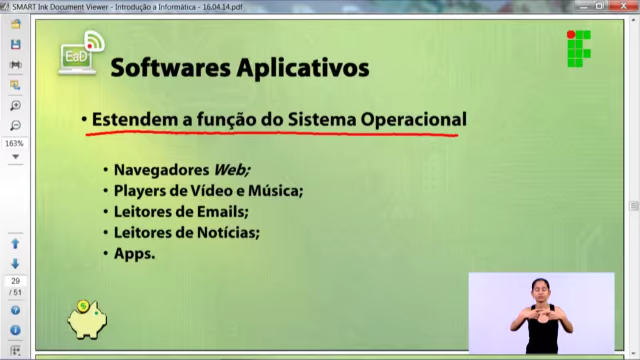 SMART Ink Document Viewer - Introdução a Informática - 16.04.14.pdf
EaD
Softwares Aplicativos
• Estendem a função do Sistema Operacional
• Navegadores Web;
• Players de Vídeo e Música;
• Leitores de Emails;
• Leitores de Notícias;
• Apps.
163%
29
/ 51
$